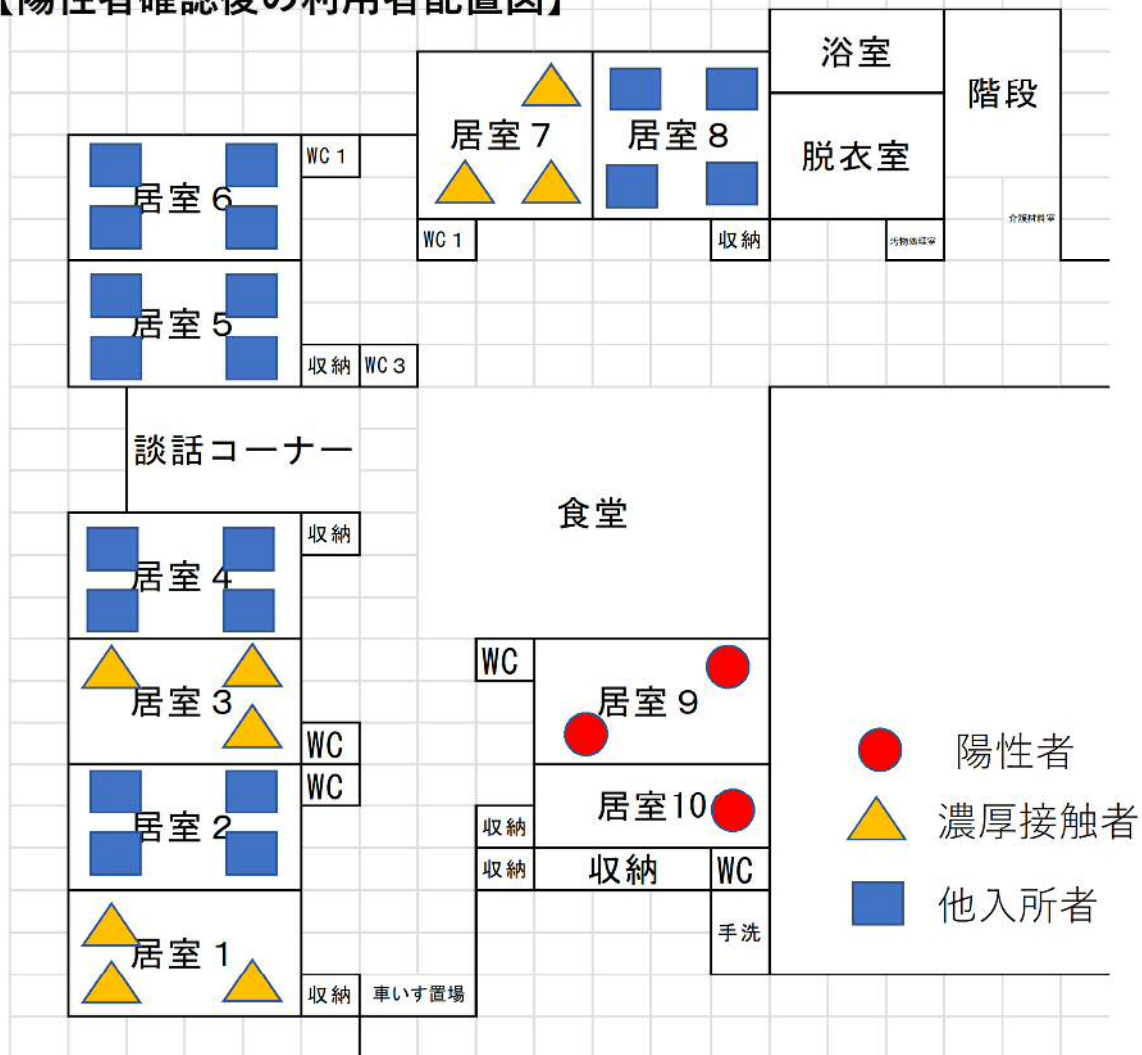 【陽性者確認後の利用者配置図】
浴室
階段
居室７
居室８
脱衣室
WC１
居室６
介護材料室
WC１
収納
汚物処理室
居室５
収納
WC３
談話コーナー
食堂
収納
居室４
WC
居室３
居室９
WC
陽性者
WC
居室10
濃厚接触者
居室２
収納
収納
収納
WC
他入所者
手洗
居室１
収納
車いす置場